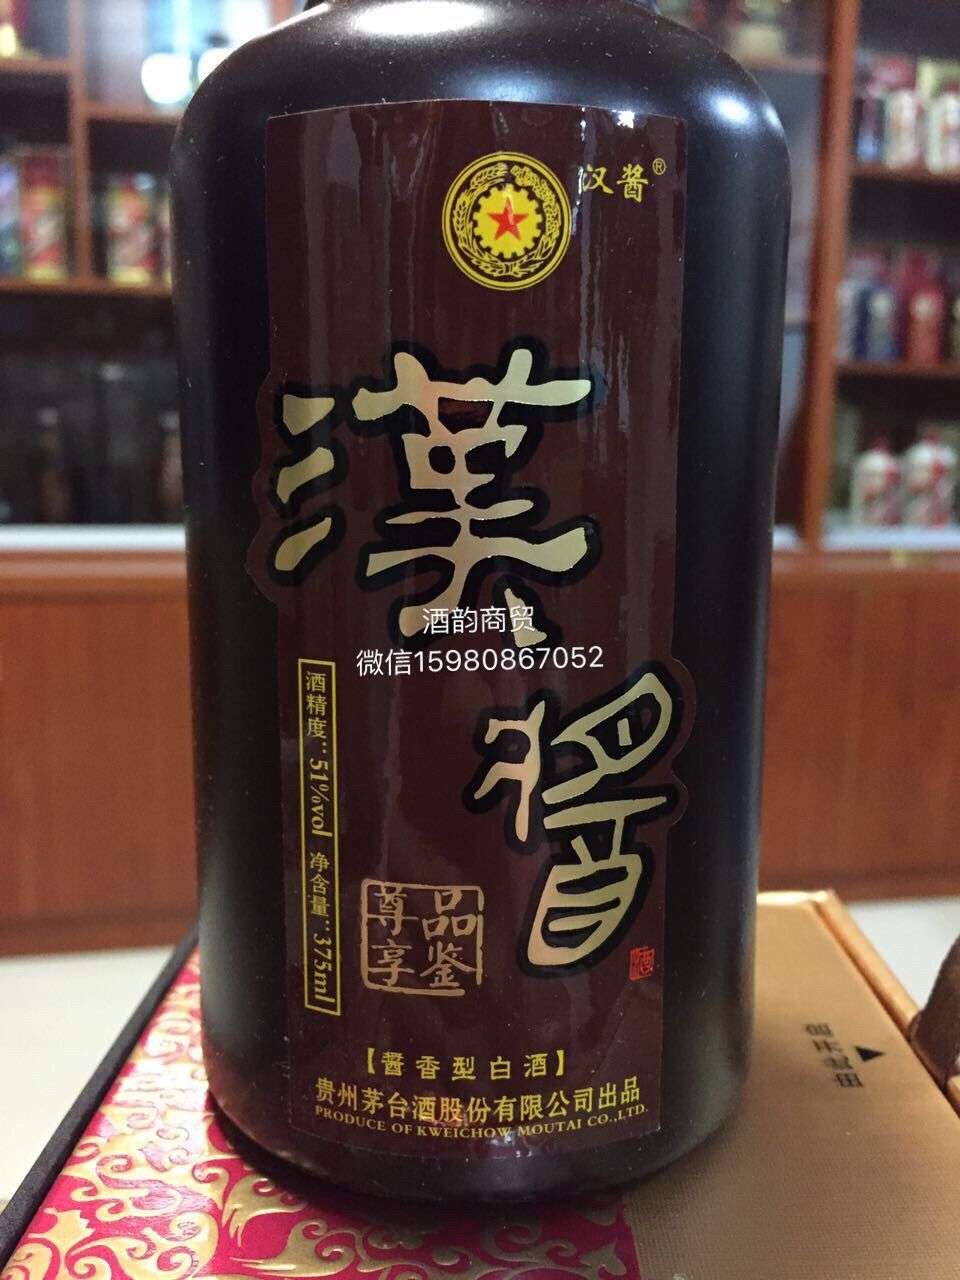 汉酱®
漢
酱
酒韵商贸
微信15980867052
酒精度:51%vol 净含量:375ml
品鉴
尊享
酒
【酱香型白酒】
贵州茅台酒股份有限公司出品
PRODUCE OF KWEICHOW MOUTAI CO.,LTD.